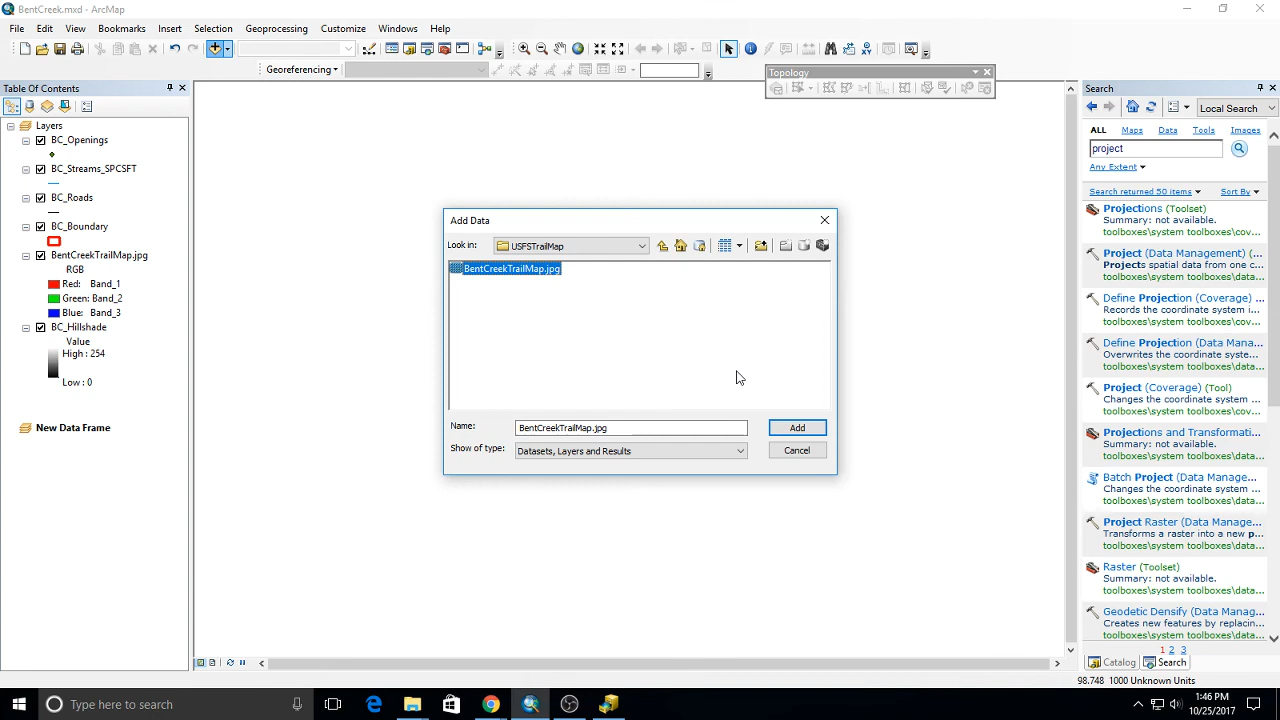 BentCreek.mxd - ArcMap
File Edit View Bookmarks Insert Selection Geoprocessing Customize Windows Help
Georeferencing
Table Of Contents
Layers
BC_Openings
BC_Streams_SPCSFT
BC_Roads
BC_Boundary
BentCreekTrailMap.jpg
RGB
Red: Band_1
Green: Band_2
Blue: Band_3
BC_Hillshade
Value
High : 254
Low : 0
New Data Frame
Topology
Add Data
Look in: USFSTrailMap
BentCreekTrailMap.jpg
Name: BentCreekTrailMap.jpg
Add
Show of type: Datasets, Layers and Results
Cancel
Search
Local Search
ALL Maps Data Tools Images
project
Any Extent
Search returned 50 items Sort By
Projections (Toolset)
Summary: not available.
Project (Data Management) (...
Projects spatial data from one c...
toolboxes\system toolboxes\data...
Define Projection (Coverage) ...
Records the coordinate system i...
toolboxes\system toolboxes\cov...
Define Projection (Data Mana...
Overwrites the coordinate syste...
toolboxes\system toolboxes\data...
Project (Coverage) (Tool)
Changes the coordinate system ...
toolboxes\system toolboxes\cov...
Projections and Transformati...
Summary: not available.
toolboxes\system toolboxes\data...
Batch Project (Data Manage...
Changes the coordinate system ...
toolboxes\system toolboxes\data...
Project Raster (Data Manage...
Transforms a raster into a new p...
toolboxes\system toolboxes\data...
Raster (Toolset)
Summary: not available.
toolboxes\system toolboxes\data...
Geodetic Densify (Data Manag...
Creates new features by replacin...
toolboxes\system toolboxes\data...
1 2 3
Catalog Search
98.748 1000 Unknown Units
Type here to search
1:46 PM
10/25/2017